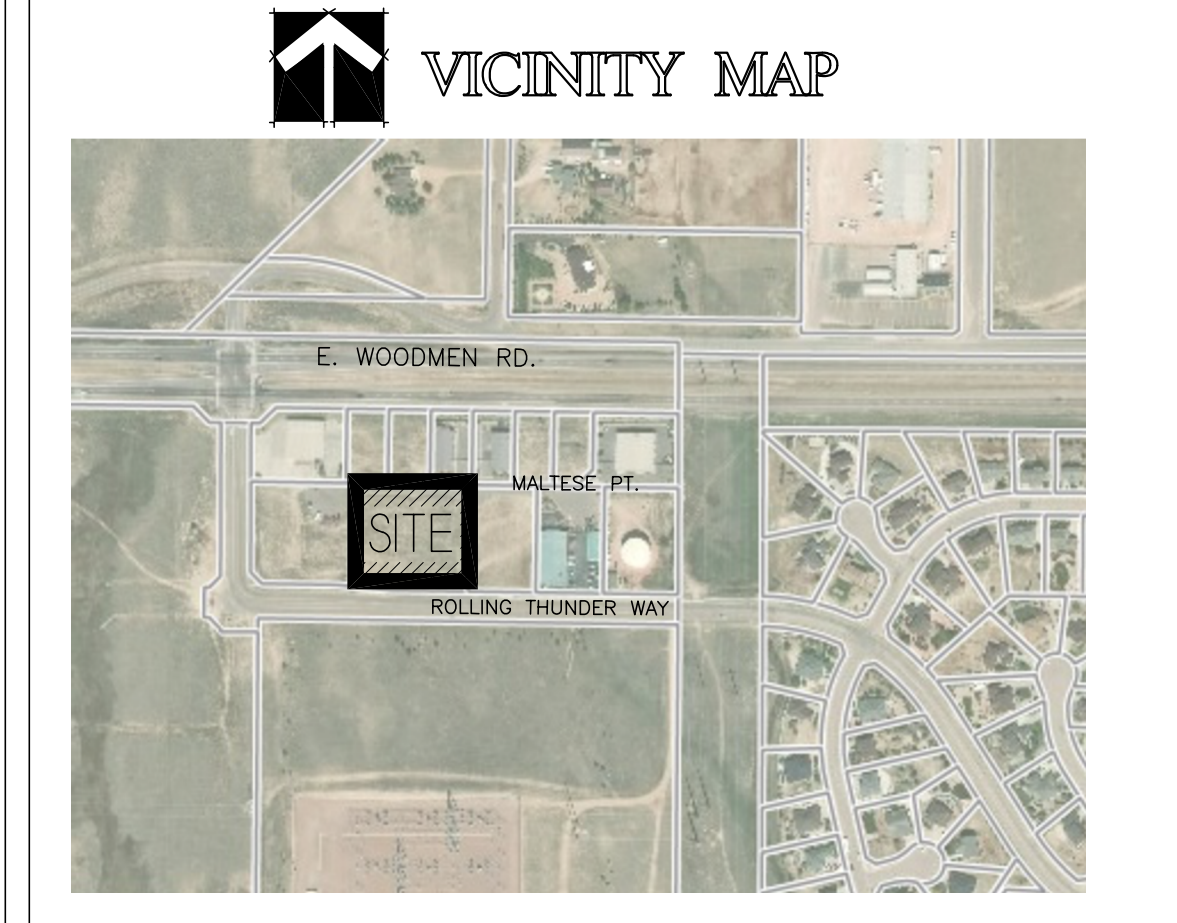 VICINITY MAP
E. WOODMEN RD.
MALTESE PT.
SITE
ROLLING THUNDER WAY